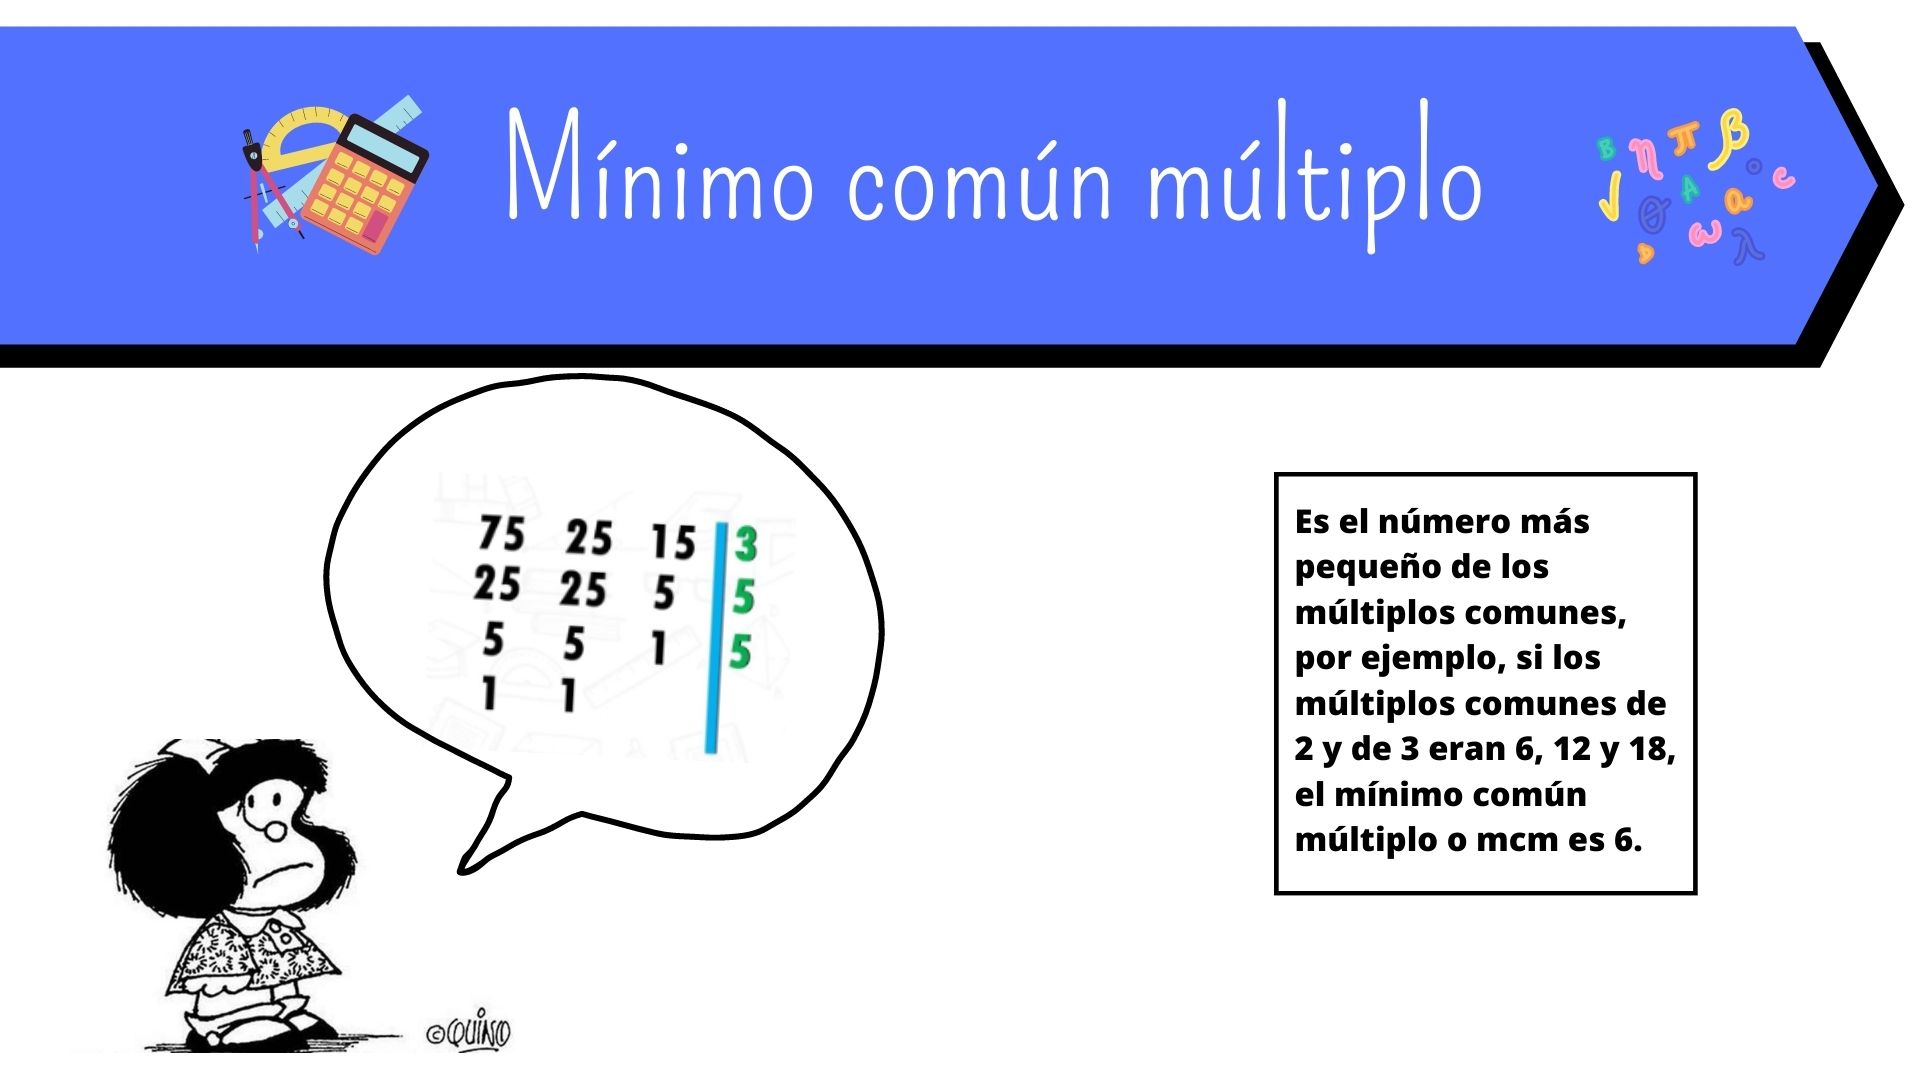 Mínimo común múltiplo
75 25 15 3
25 25 5 5
5 5 1 5
1 1
Es el número más
pequeño de los
múltiplos comunes,
por ejemplo, si los
múltiplos comunes de
2 y de 3 eran 6, 12 y 18,
el mínimo común
múltiplo o mcm es 6.
©QUINO